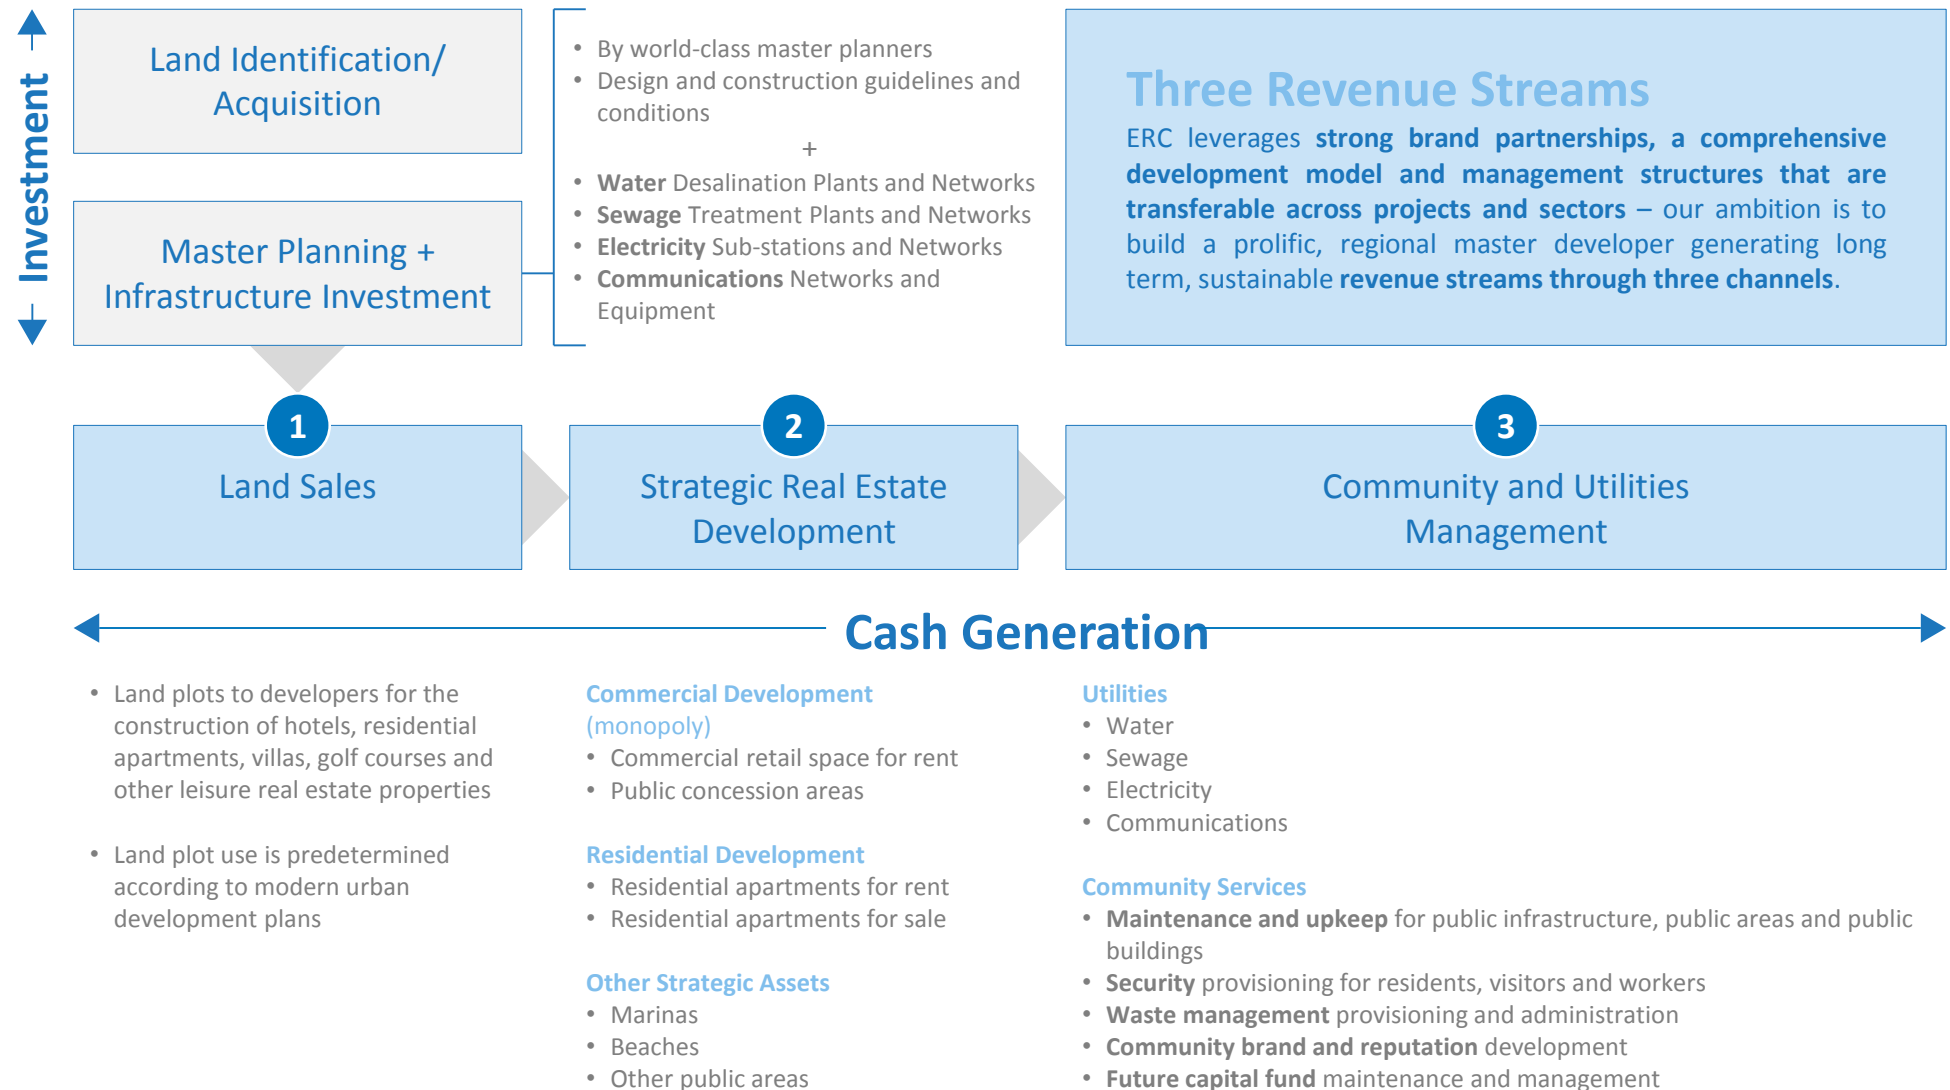 Investment
Land Identification/
Acquisition
Master Planning +
Infrastructure Investment
• By world-class master planners
• Design and construction guidelines and
conditions
+
• Water Desalination Plants and Networks
• Sewage Treatment Plants and Networks
• Electricity Sub-stations and Networks
• Communications Networks and
Equipment
Three Revenue Streams
ERC leverages strong brand partnerships, a comprehensive
development model and management structures that are
transferable across projects and sectors – our ambition is to
build a prolific, regional master developer generating long
term, sustainable revenue streams through three channels.
1
Land Sales
2
Strategic Real Estate
Development
3
Community and Utilities
Management
Cash Generation
• Land plots to developers for the
construction of hotels, residential
apartments, villas, golf courses and
other leisure real estate properties
• Land plot use is predetermined
according to modern urban
development plans
Commercial Development
(monopoly)
• Commercial retail space for rent
• Public concession areas
Residential Development
• Residential apartments for rent
• Residential apartments for sale
Other Strategic Assets
• Marinas
• Beaches
• Other public areas
Utilities
• Water
• Sewage
• Electricity
• Communications
Community Services
• Maintenance and upkeep for public infrastructure, public areas and public
buildings
• Security provisioning for residents, visitors and workers
• Waste management provisioning and administration
• Community brand and reputation development
• Future capital fund maintenance and management